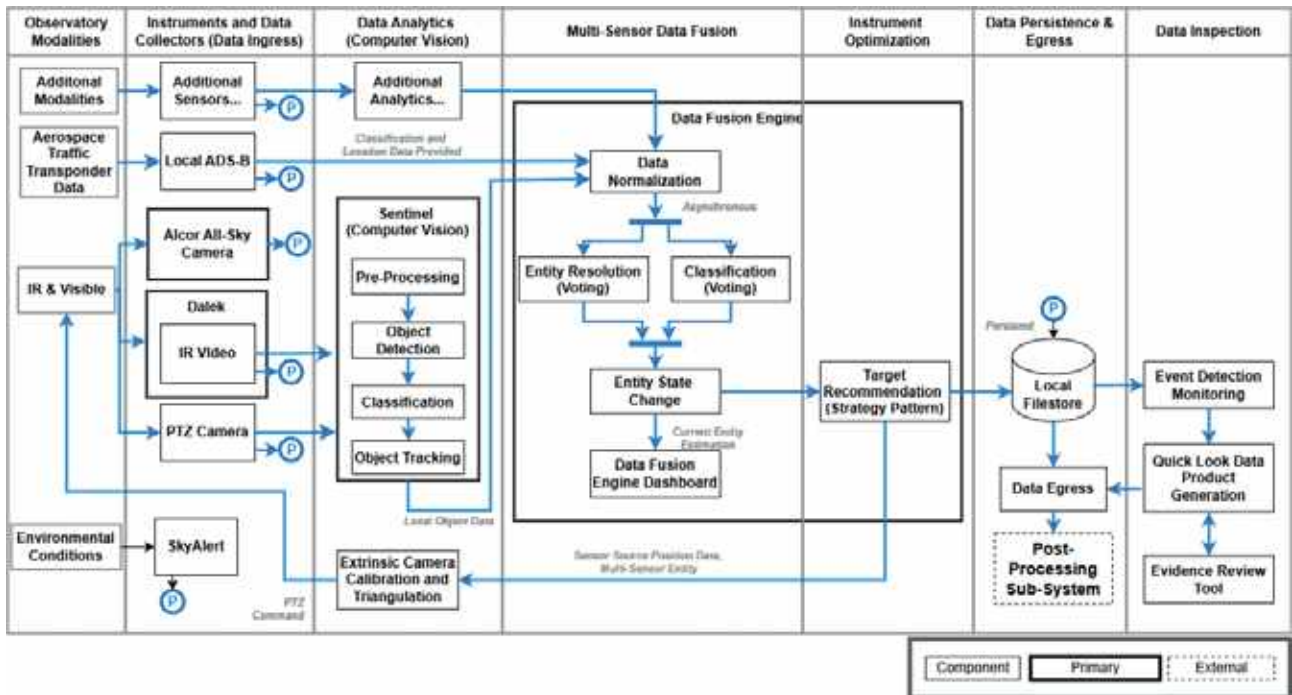 Observatory
Modalities
Instruments and Data
Collectors (Data Ingress)
Data Analytics
(Computer Vision)
Multi-Sensor Data Fusion
Instrument
Optimization
Data Persistence &
Egress
Data Inspection
Additonal
Modalities
Additional
Sensors...
P
Additional
Analytics...
Data Fusion Engine
Aerospace
Traffic
Transponder
Data
Local ADS-B
P
Classification and
Location Data Provided
Data
Normalization
Asynchronous
Alcor All-Sky
Camera
P
Sentinel
(Computer Vision)
Pre-Processing
Object
Detection
Classification
Object Tracking
Entity Resolution
(Voting)
Classification
(Voting)
IR & Visible
Dalek
IR Video
P
PTZ Camera
P
Entity State
Change
Current Entity
Estimation
Data Fusion
Engine Dashboard
Target
Recommendation
(Strategy Pattern)
P
Persisted
Local
Filestore
Event Detection
Monitoring
Data Egress
Quick Look Data
Product
Generation
Post-
Processing
Sub-System
Evidence Review
Tool
Local Object Data
Environmental
Conditions
SkyAlert
P
PTZ
Command
Extrinsic Camera
Calibration and
Triangulation
Sensor Source Position Data,
Multi-Sensor Entity
Component
Primary
External